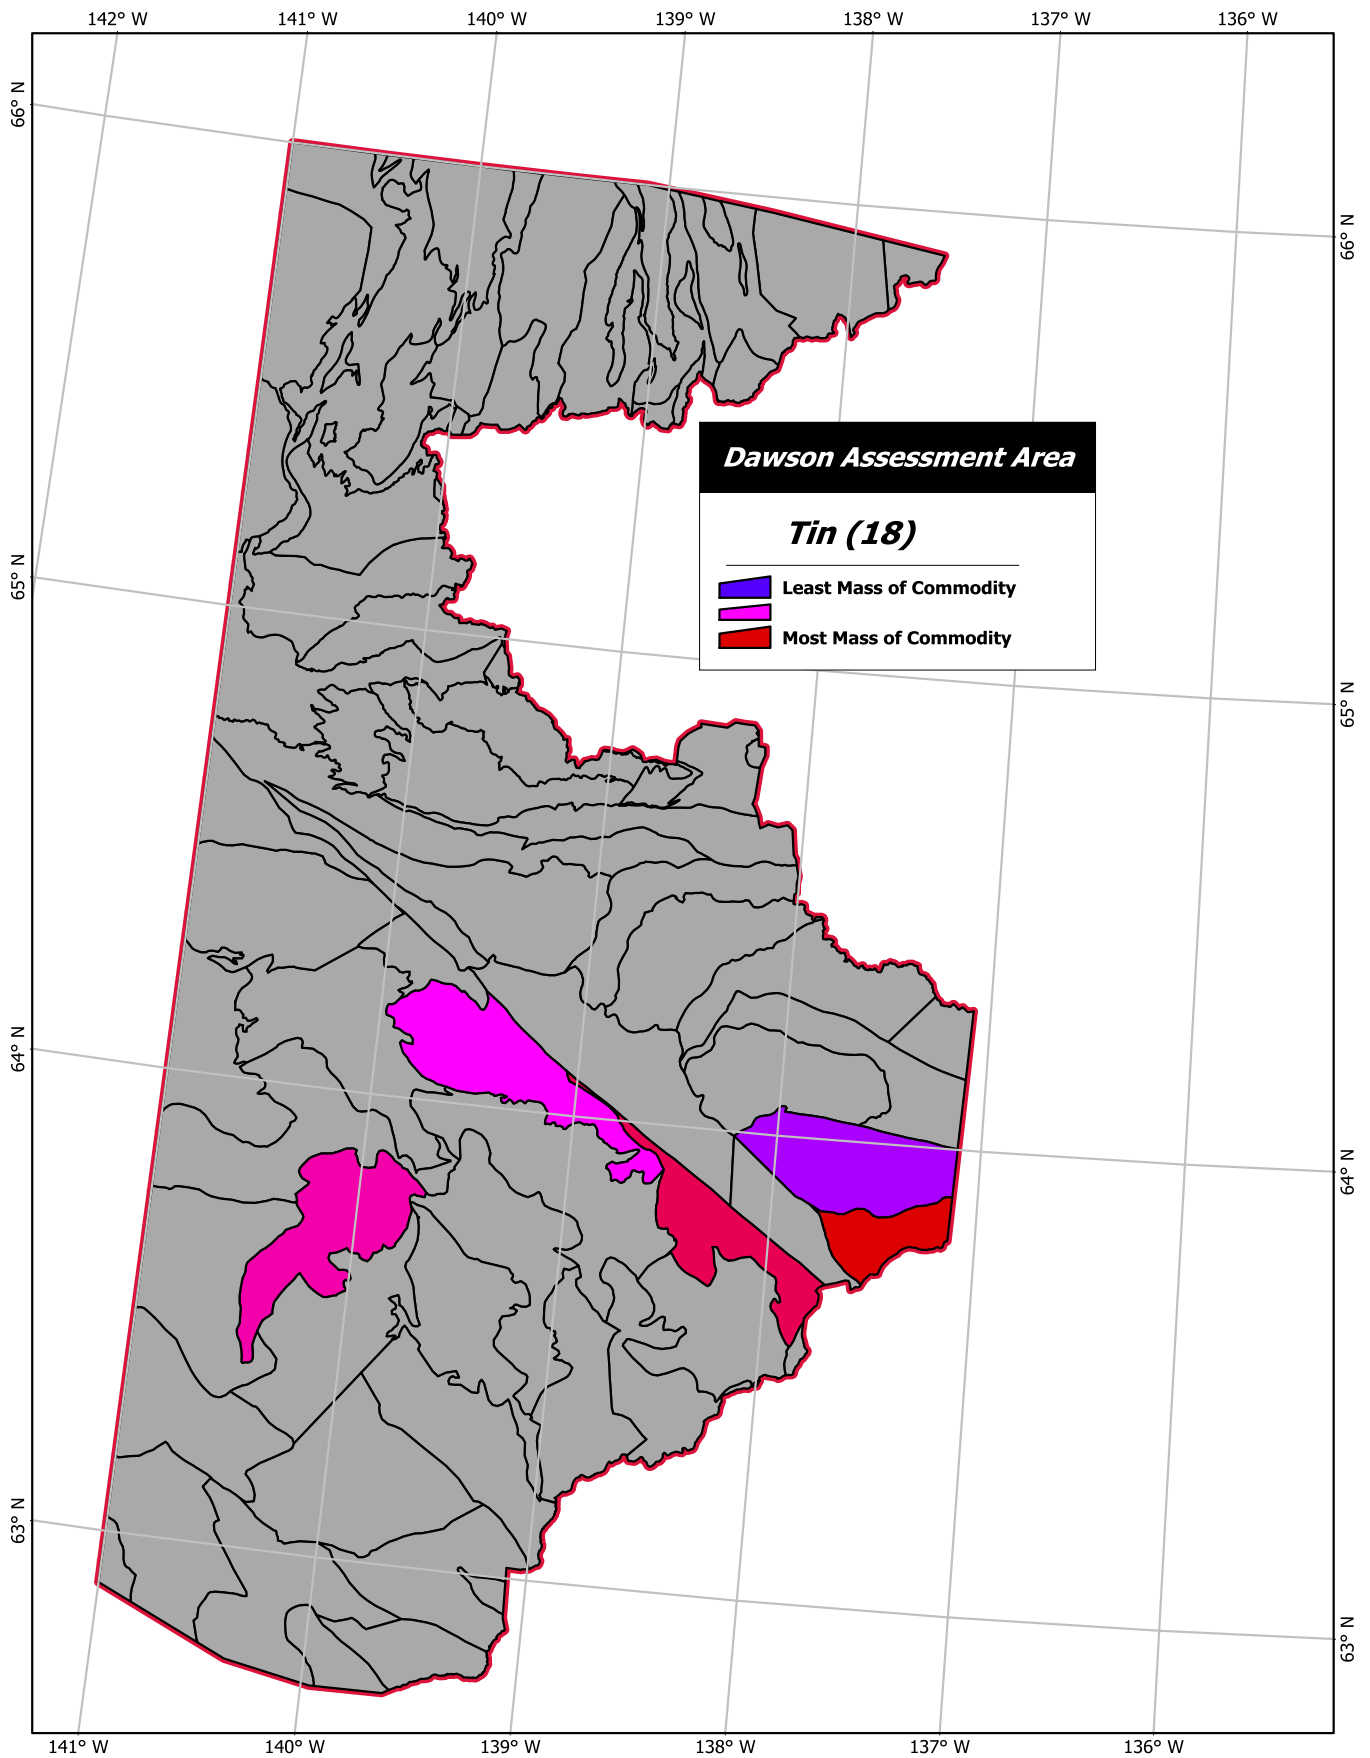 142° W 141° W 140° W 139° W 138° W 137° W 136° W
66° N
66° N
Dawson Assessment Area
Tin (18)
Least Mass of Commodity
Most Mass of Commodity
65° N
65° N
64° N
64° N
63° N
63° N
141° W 140° W 139° W 138° W 137° W 136° W